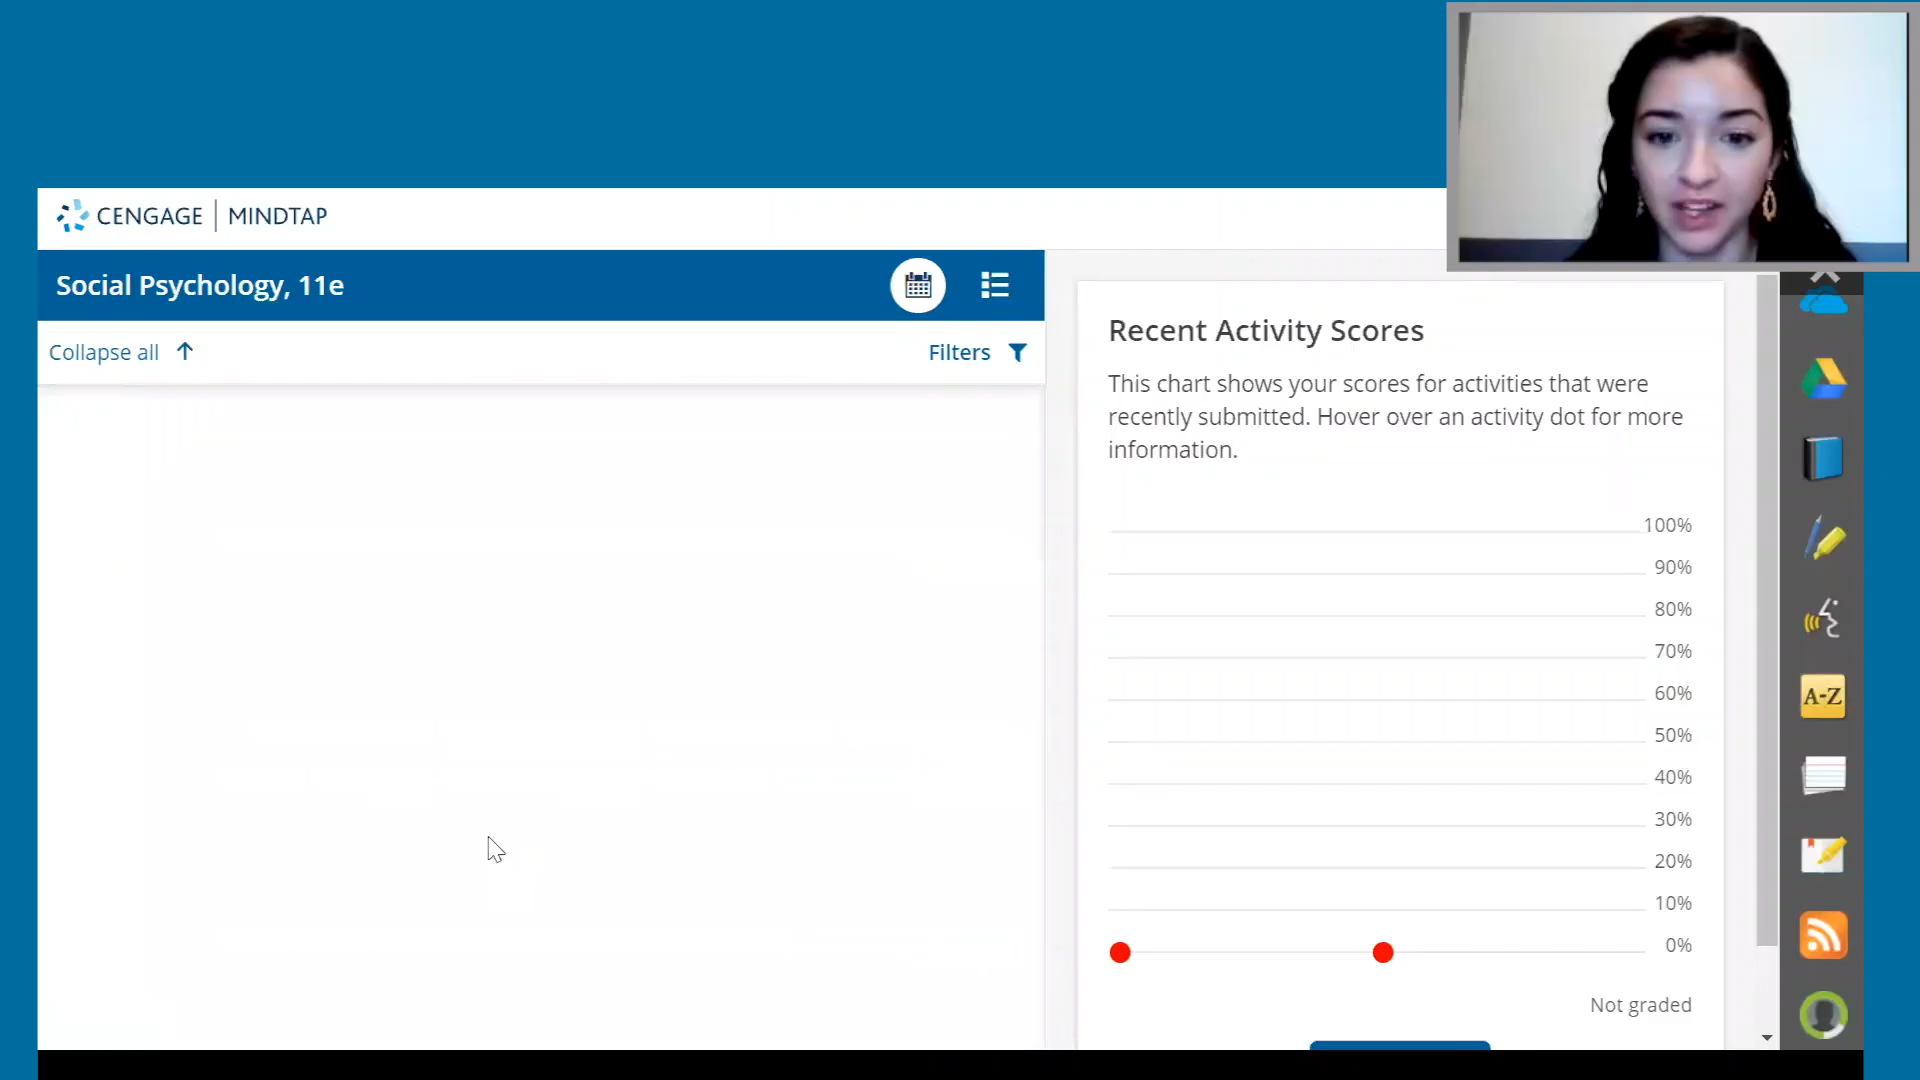 CENGAGE | MINDTAP
Social Psychology, 11e
Collapse all
Filters
Recent Activity Scores
This chart shows your scores for activities that were
recently submitted. Hover over an activity dot for more
information.
100%
90%
80%
70%
60%
50%
40%
30%
20%
10%
0%
Not graded
A-Z